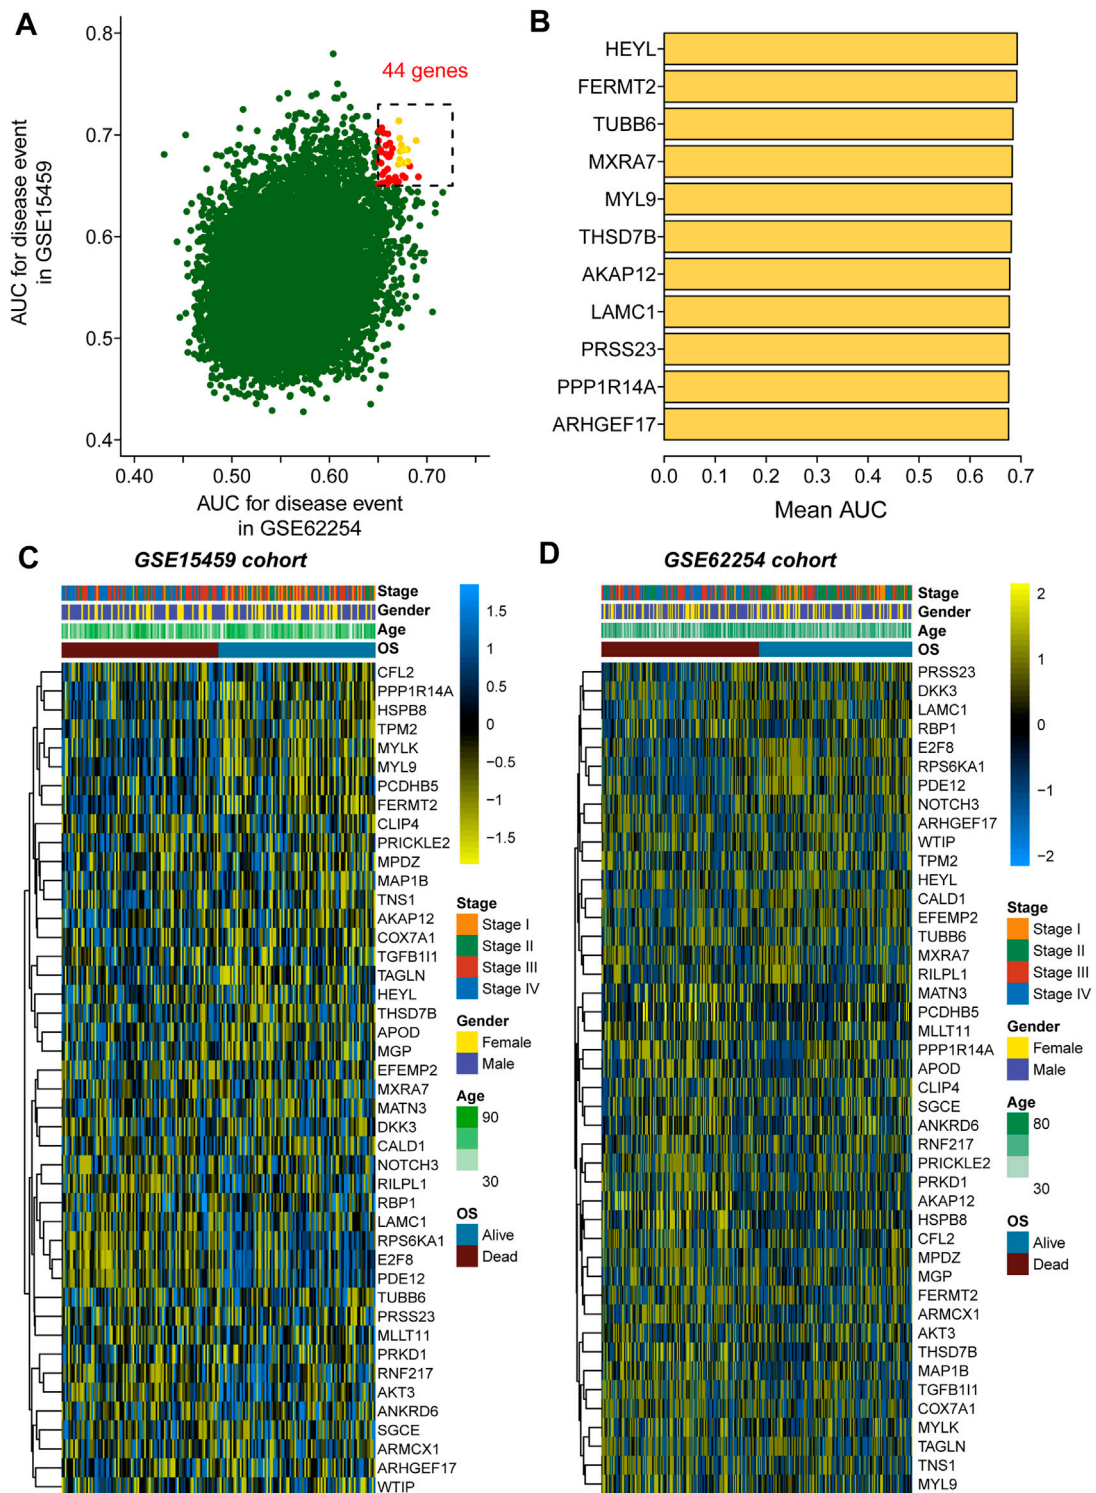 A
0.8
0.7
0.6
0.5
0.4
AUC for disease event
in GSE15459
44 genes
0.40
0.50
0.60
0.70
AUC for disease event
in GSE62254
B
HEYL
FERMT2
TUBB6
MXRA7
MYL9
THSD7B
AKAP12
LAMC1
PRSS23
PPP1R14A
ARHGEF17
0.0
0.1
0.2
0.3
0.4
0.5
0.6
0.7
Mean AUC
C
GSE15459 cohort
Stage
Gender
Age
OS
CFL2
PPP1R14A
HSPB8
TPM2
MYLK
MYL9
PCDHB5
FERMT2
CLIP4
PRICKLE2
MPDZ
MAP1B
TNS1
AKAP12
COX7A1
TGFB1I1
TAGLN
HEYL
THSD7B
APOD
MGP
EFEMP2
MXRA7
MATN3
DKK3
CALD1
NOTCH3
RILPL1
RBP1
LAMC1
RPS6KA1
E2F8
PDE12
TUBB6
PRSS23
MLLT11
PRKD1
RNF217
AKT3
ANKRD6
SGCE
ARMCX1
ARHGEF17
WTIP
1.5
1
0.5
0
−0.5
−1
−1.5
Stage
Stage I
Stage II
Stage III
Stage IV
Gender
Female
Male
Age
90
30
OS
Alive
Dead
D
GSE62254 cohort
Stage
Gender
Age
OS
PRSS23
DKK3
LAMC1
RBP1
E2F8
RPS6KA1
PDE12
NOTCH3
ARHGEF17
WTIP
TPM2
HEYL
CALD1
EFEMP2
TUBB6
MXRA7
RILPL1
MATN3
PCDHB5
MLLT11
PPP1R14A
APOD
CLIP4
SGCE
ANKRD6
RNF217
PRICKLE2
PRKD1
AKAP12
HSPB8
CFL2
MPDZ
MGP
FERMT2
ARMCX1
AKT3
THSD7B
MAP1B
TGFB1I1
COX7A1
MYLK
TAGLN
TNS1
MYL9
2
1
0
−1
−2
Stage
Stage I
Stage II
Stage III
Stage IV
Gender
Female
Male
Age
80
30
OS
Alive
Dead